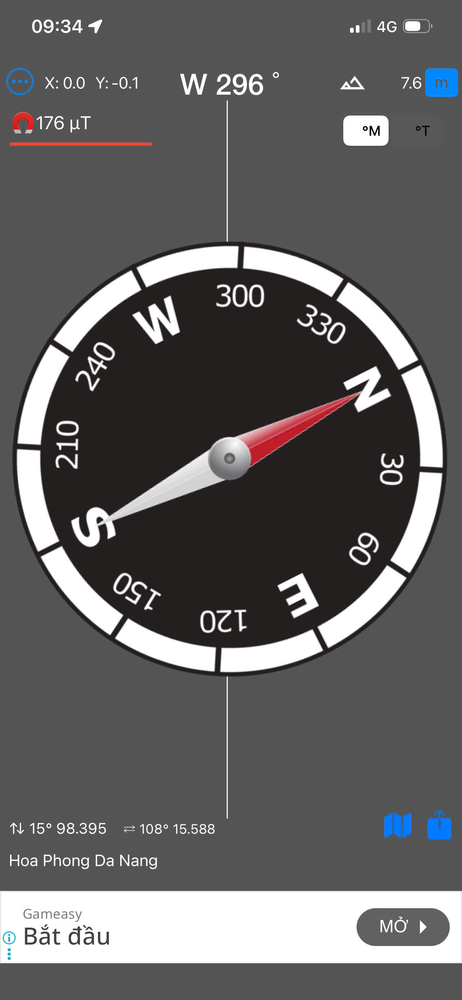 09:34 4G
X: 0.0 Y: -0.1 W 296 ° 7.6 m
176 µT °M °T
300
330
W
240
N
210
30
S
60
E
150
120
15° 98.395 108° 15.588
Hoa Phong Da Nang
Gameasy
Bắt đầu
MỞ